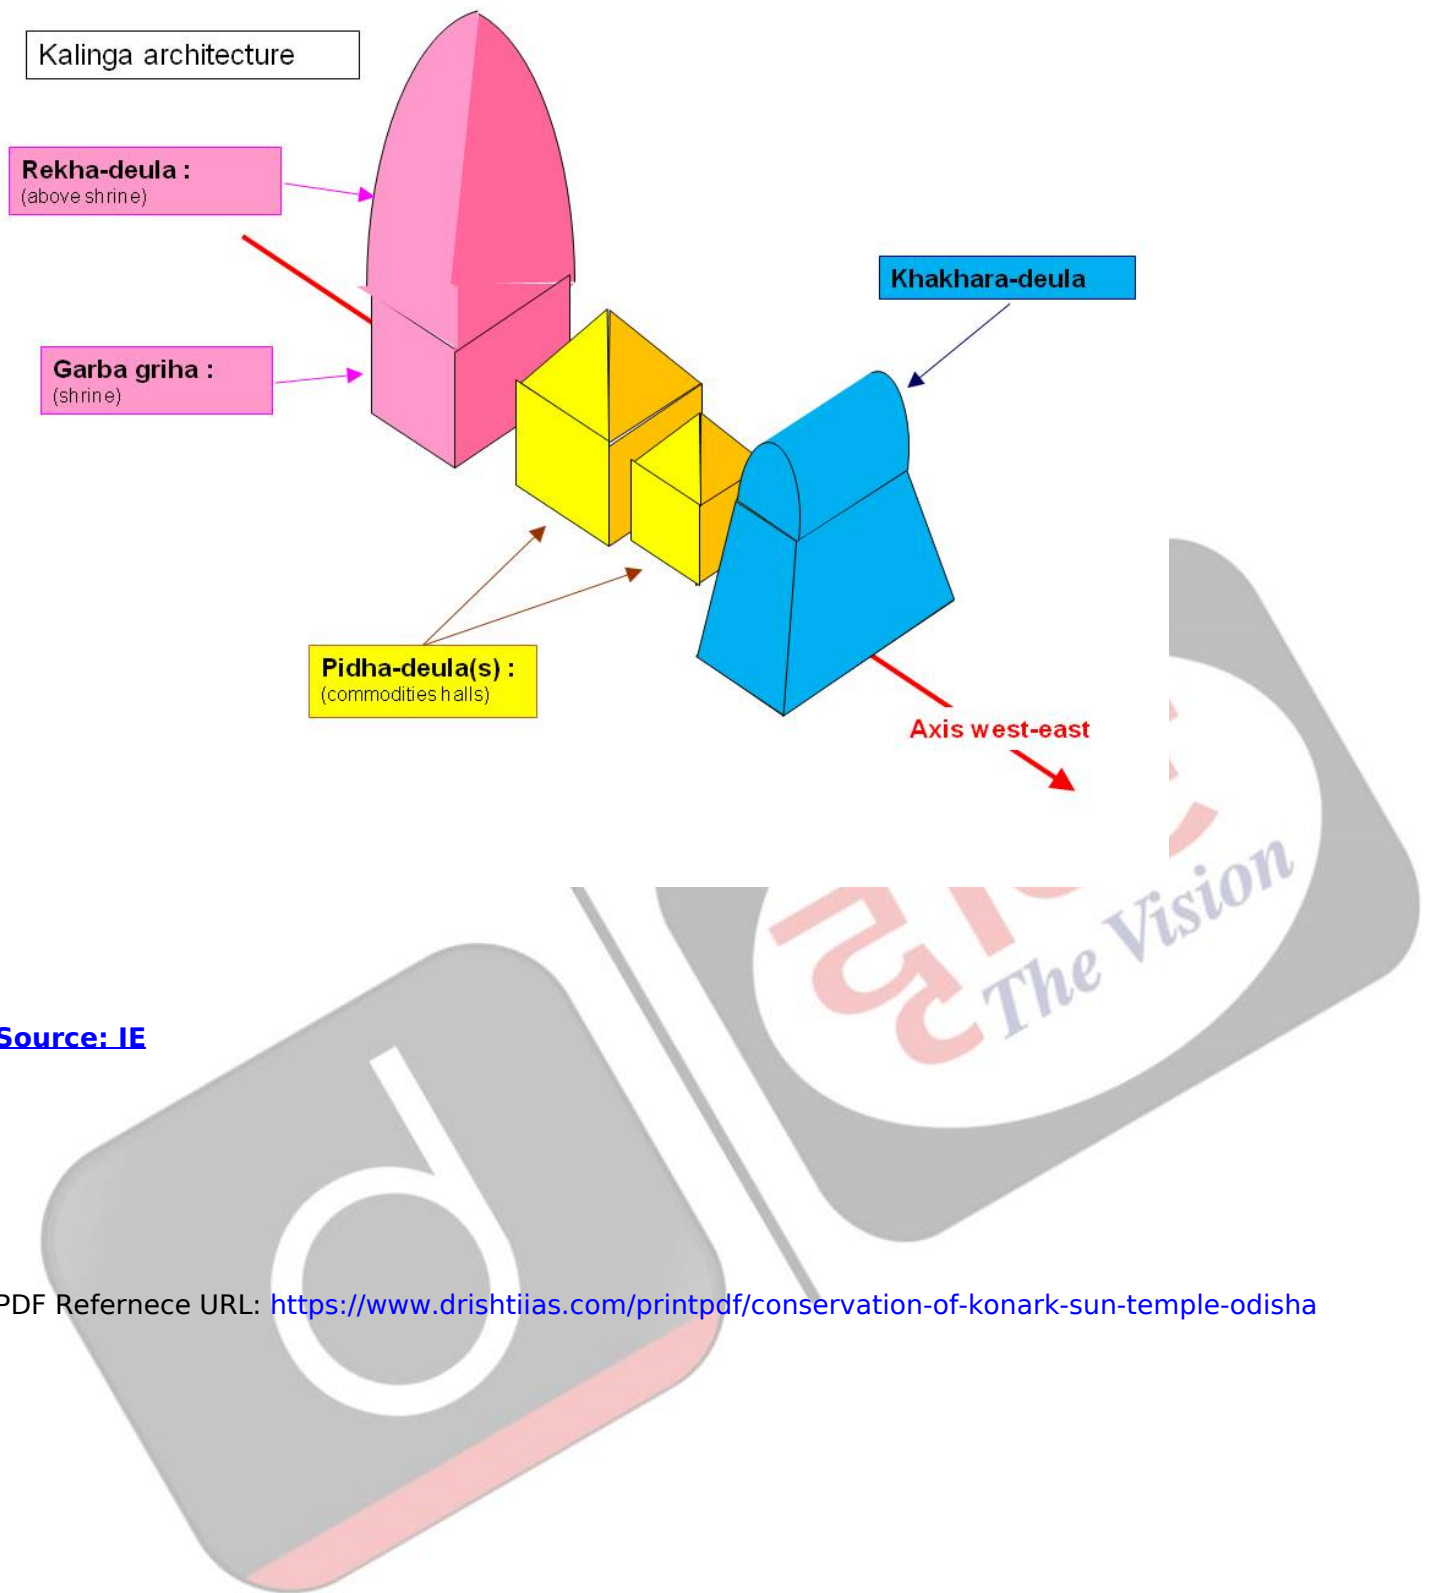 Kalinga architecture
Rekha-deula :
(above shrine)
Khakhara-deula
Garba griha :
(shrine)
Pidha-deula(s) :
(commodities halls)
Axis west-east
The Vision
Source: IE
PDF Refernece URL: https://www.drishtiias.com/printpdf/conservation-of-konark-sun-temple-odisha